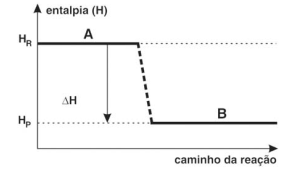 entalpia (H)
H_R A
ΔH
H_P B
caminho da reação